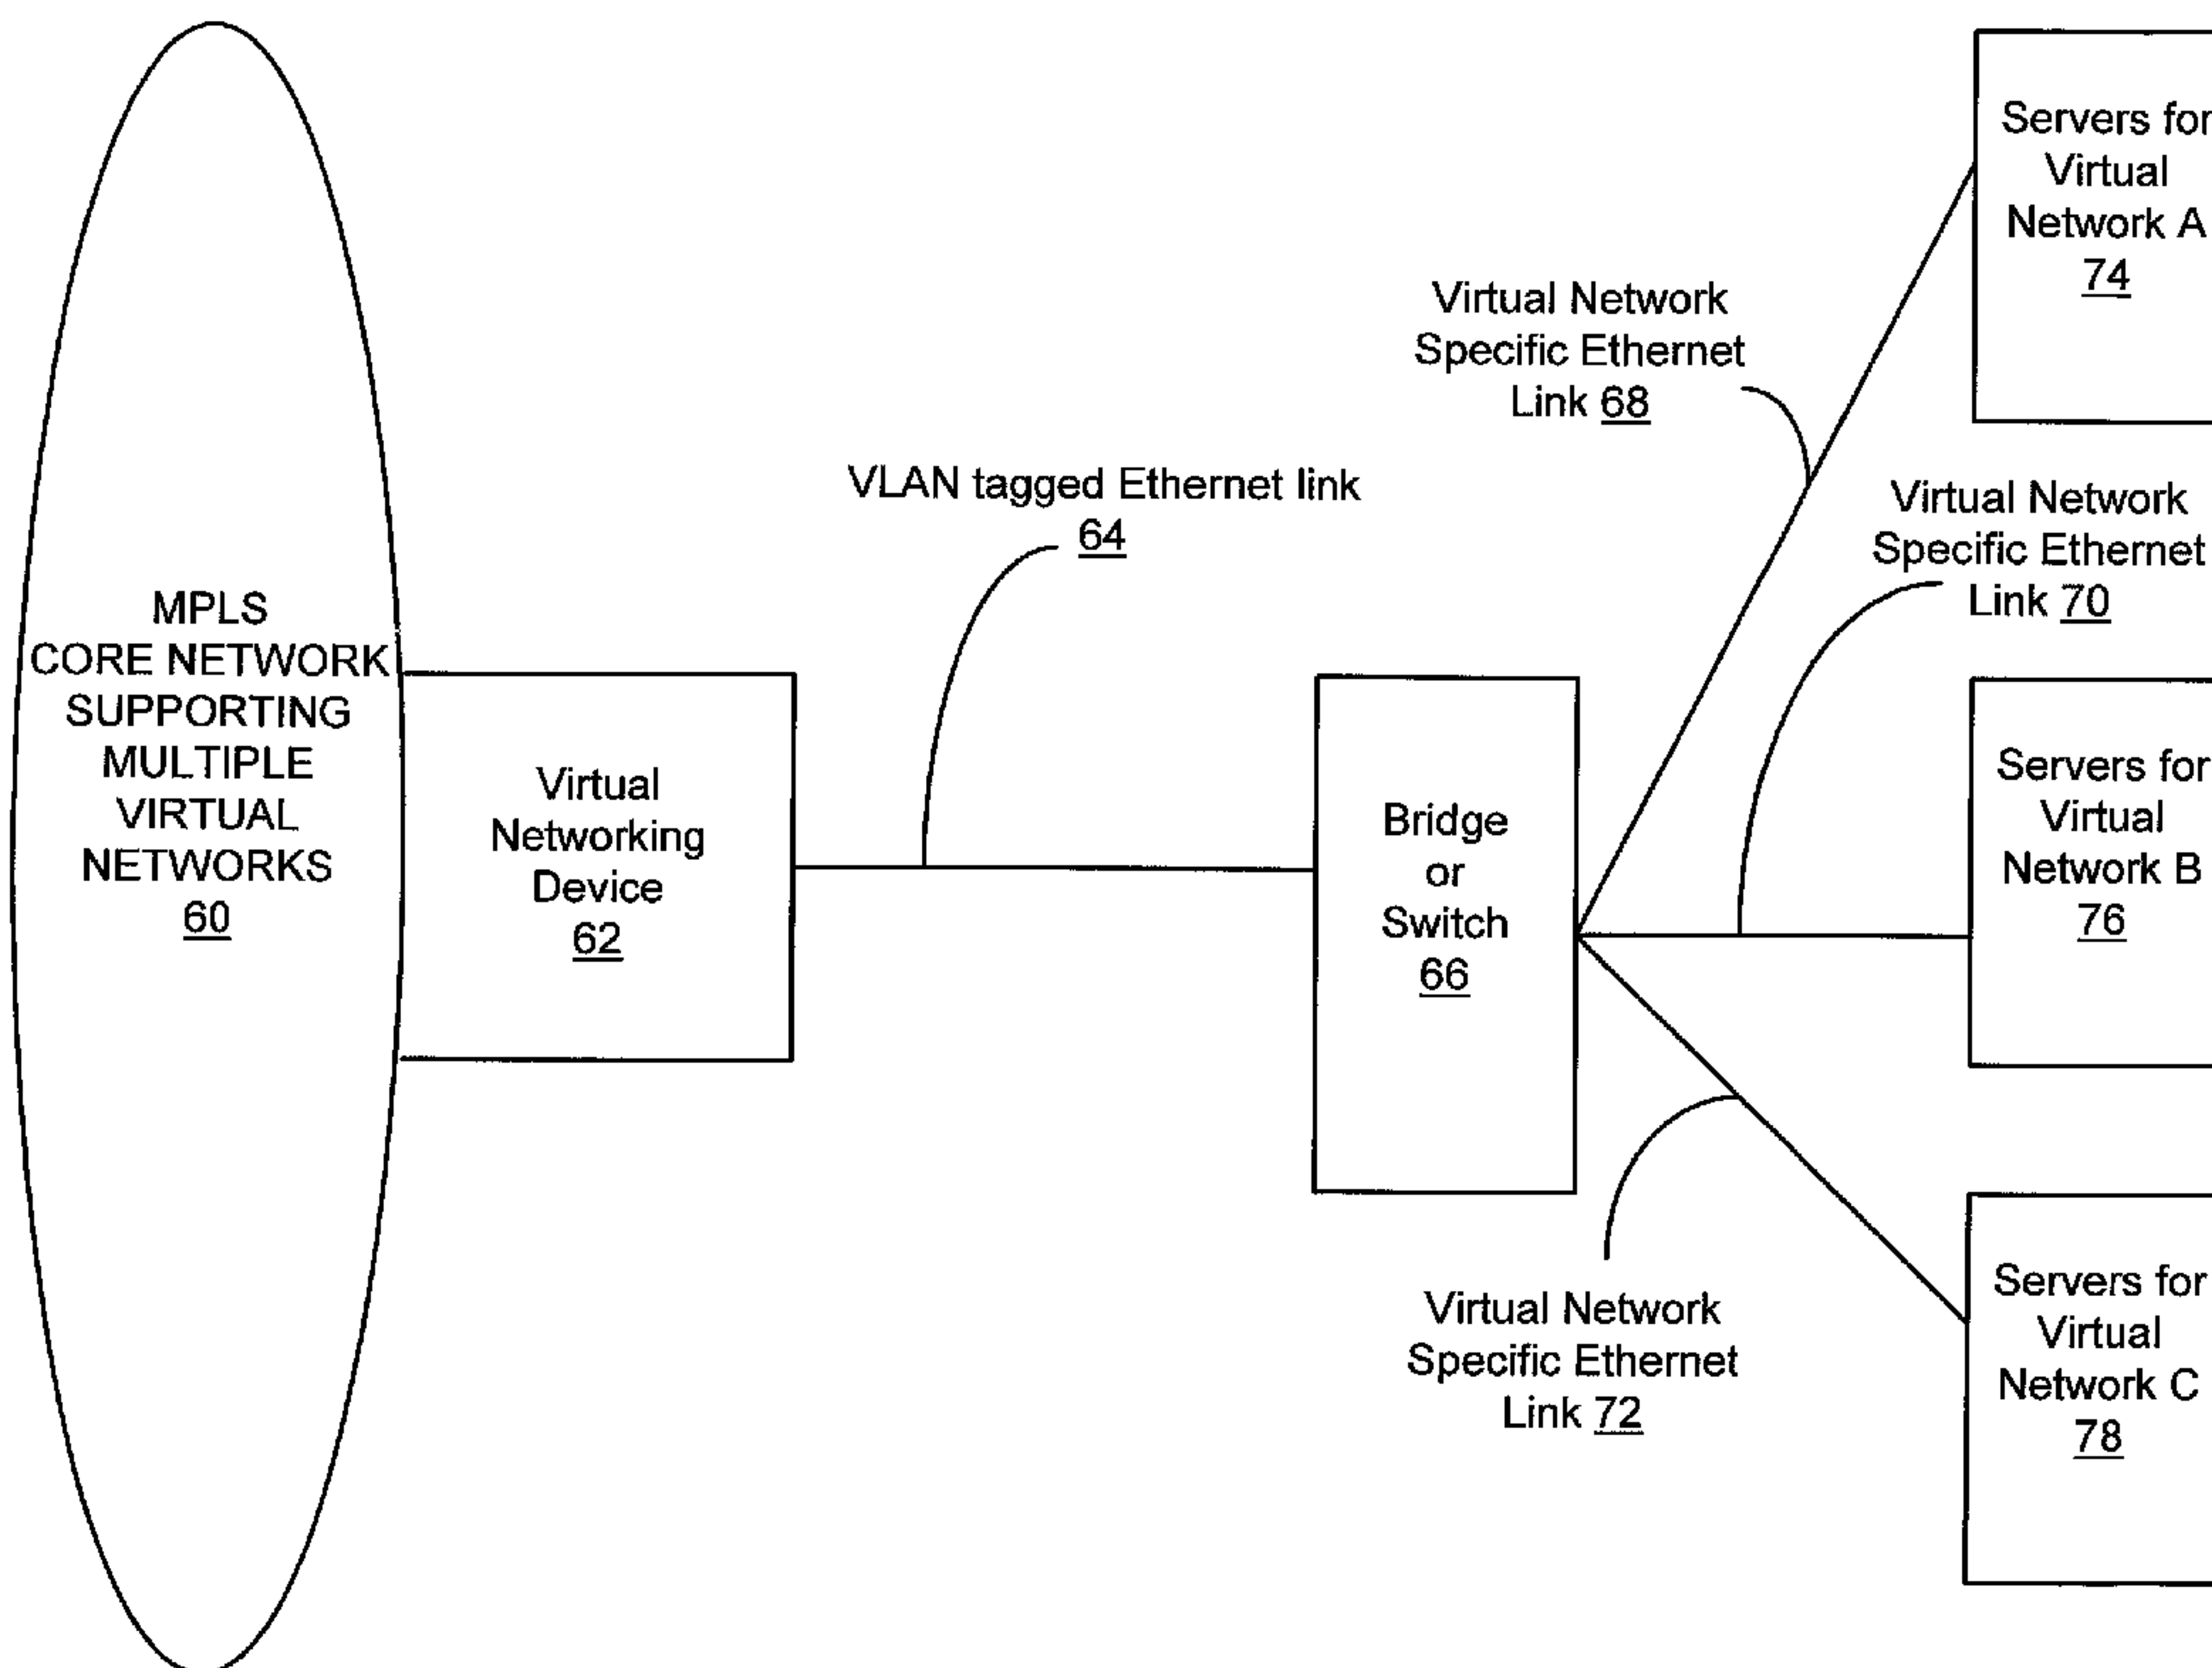 MPLS
CORE NETWORK
SUPPORTING
MULTIPLE
VIRTUAL
NETWORKS
60
Virtual
Networking
Device
62
VLAN tagged Ethernet link
64
Bridge
or
Switch
66
Virtual Network
Specific Ethernet
Link 68
Virtual Network
Specific Ethernet
Link 70
Virtual Network
Specific Ethernet
Link 72
Servers for
Virtual
Network A
74
Servers for
Virtual
Network B
76
Servers for
Virtual
Network C
78